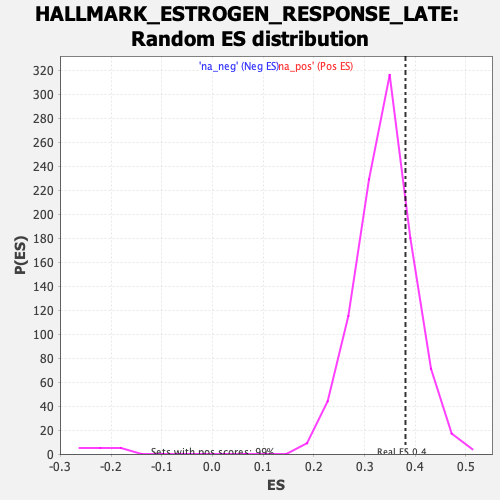 HALLMARK_ESTROGEN_RESPONSE_LATE:
Random ES distribution
'na_neg' (Neg ES)na_pos' (Pos ES)
320
300
280
260
240
220
200
180
160
140
120
100
80
60
40
20
0
P(ES)
Sets with pos scores: 99%
Real ES 0.4
-0.3 -0.2 -0.1 0.0 0.1 0.2 0.3 0.4 0.5
ES